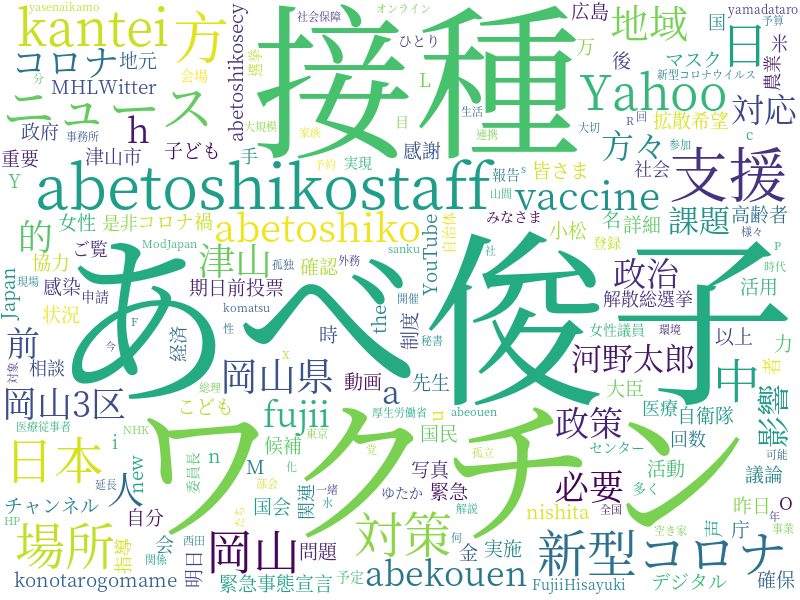 yasenaikamo
kantei
方
abetoshikosecy
社会保障
オンライン
接種
広島
地域
国
日
yamadataro
予算
米
コロナ
地元
会場
選挙
ひとり
万
後
マスク
新型コロナウイルス
農業
分
MHLWitter
L
Yahoo
ニュース
大規模
家族
目
連携
生活
大切
R
回
拡散希望
対応
政府
事務所
h
c
参加
重要
津山市
子ども
手
予約
実現
感謝
方々
支援
社会
Y
abetoshikostaff
報告
s
山間
皆さま
vaccine
課題
高齢者
様々
的
女性
是非
コロナ禍
abetoshiko
みなさま
自治体
小松
名
詳細
登録
P
ご覧
ModJapan
津山
YouTube
sanku
社
政治
時代
協力
孤独
確認
外務
Japan
現場
感染
申請
期日前投票
komatsu
開催
解散総選挙
活用
状況
F
性
経済
時
the
制度
秘書
女性議員
環境
以上
力
前
今
x
あべ俊子
中
者
対象
相談
総理
岡山県
動画
a
先生
河野太郎
大臣
影響
岡山3区
こども
厚生労働省
abeouen
医療
自衛隊
医療従事者
NHK
i
東京
fujii
u
政策
回数
日本
委員長
n
候補
党
国民
孤立
センター
可能
人
new
M
化
写真
緊急
必要
活動
議論
延長
部会
関連
一緒
ゆたか
多く
HP
チャンネル
たち
自分
国会
水
解説
nishita
全国
昨日
年
O
場所
指導
西田
岡山
問題
対策
何
声
庁
空き家
事業
会
明日
金
実施
新型コロナ
konotarogomame
関係
緊急事態宣言
予定
abekouen
FujiiHisayuki
デジタル
確保
ワクチン